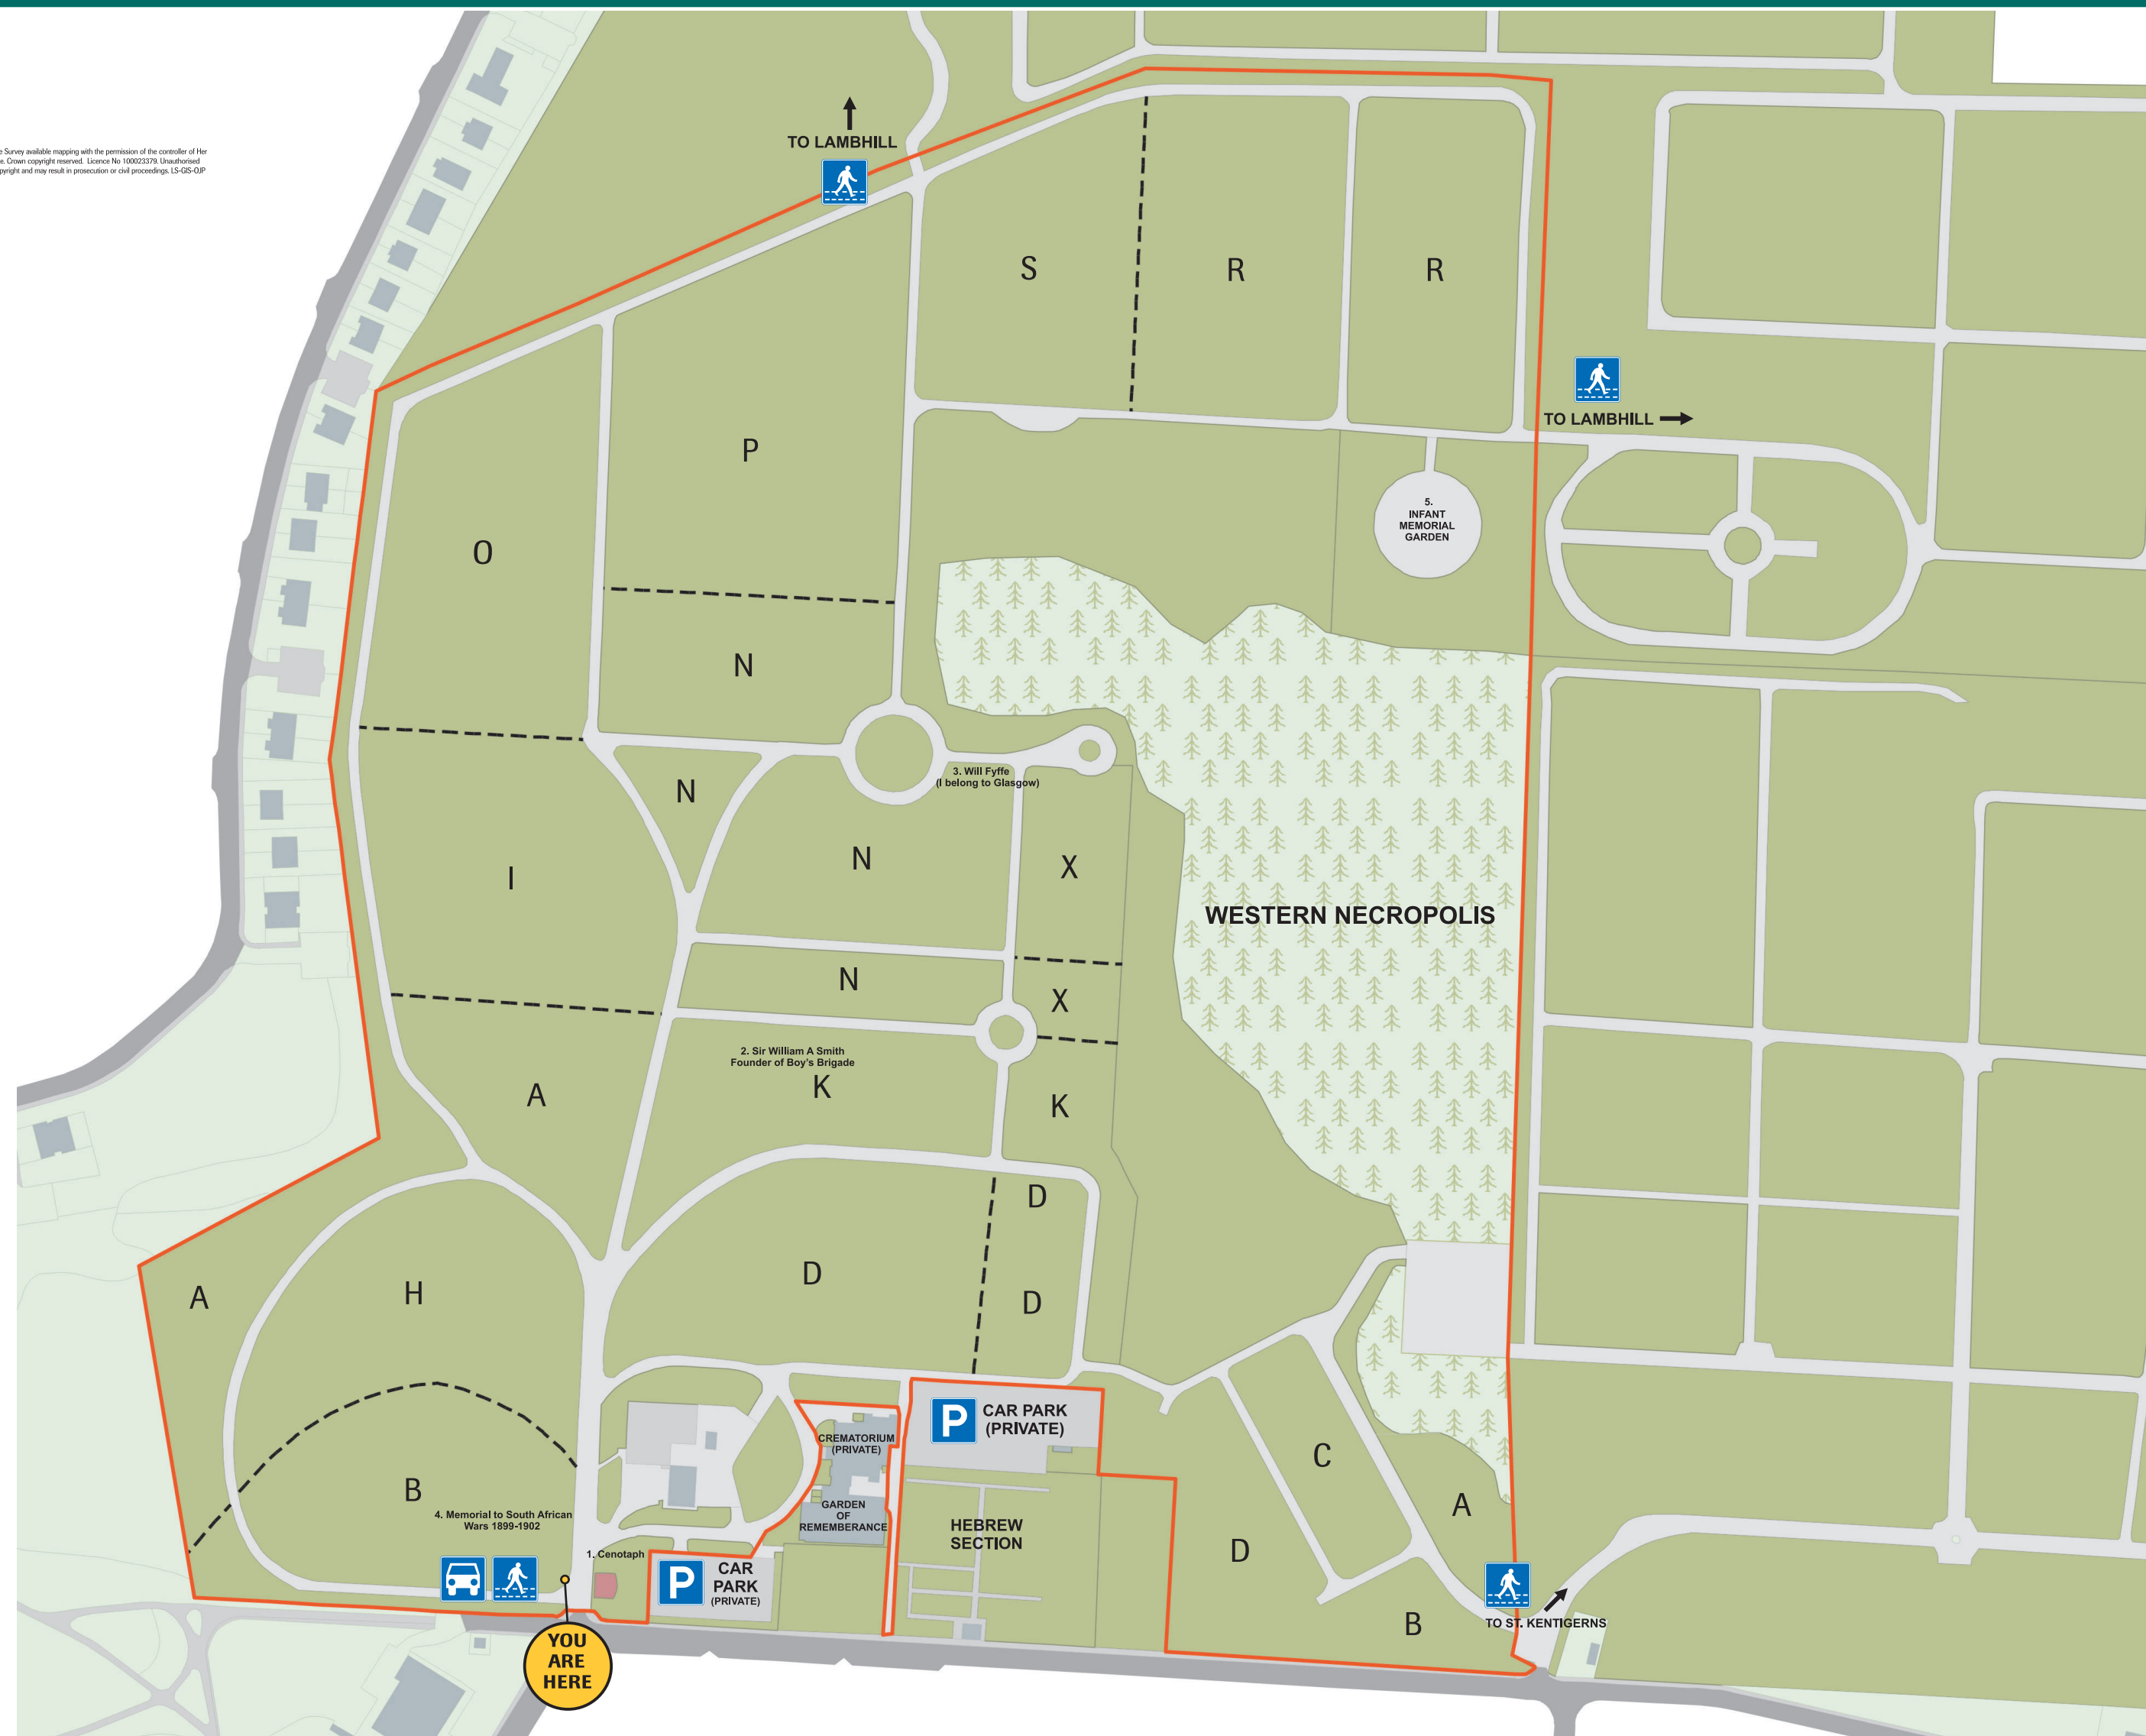 e Survey available mapping with the permission of the controller of Her
e. Crown copyright reserved. Licence No 100023379. Unauthorised
pyright and may result in prosecution or civil proceedings. LS-GIS-OJP
TO LAMBHILL
S
R
R
TO LAMBHILL
P
5.
INFANT
MEMORIAL
GARDEN
O
N
3. Will Fyffe
(I belong to Glasgow)
N
N
X
I
WESTERN NECROPOLIS
N
X
2. Sir William A Smith
Founder of Boy's Brigade
K
K
A
D
D
D
H
A
P
CAR PARK
(PRIVATE)
CREMATORIUM
(PRIVATE)
C
B
A
GARDEN
OF
REMEMBERANCE
4. Memorial to South African
Wars 1899-1902
HEBREW
SECTION
D
1. Cenotaph
P
CAR
PARK
(PRIVATE)
B
TO ST. KENTIGERNS
YOU
ARE
HERE